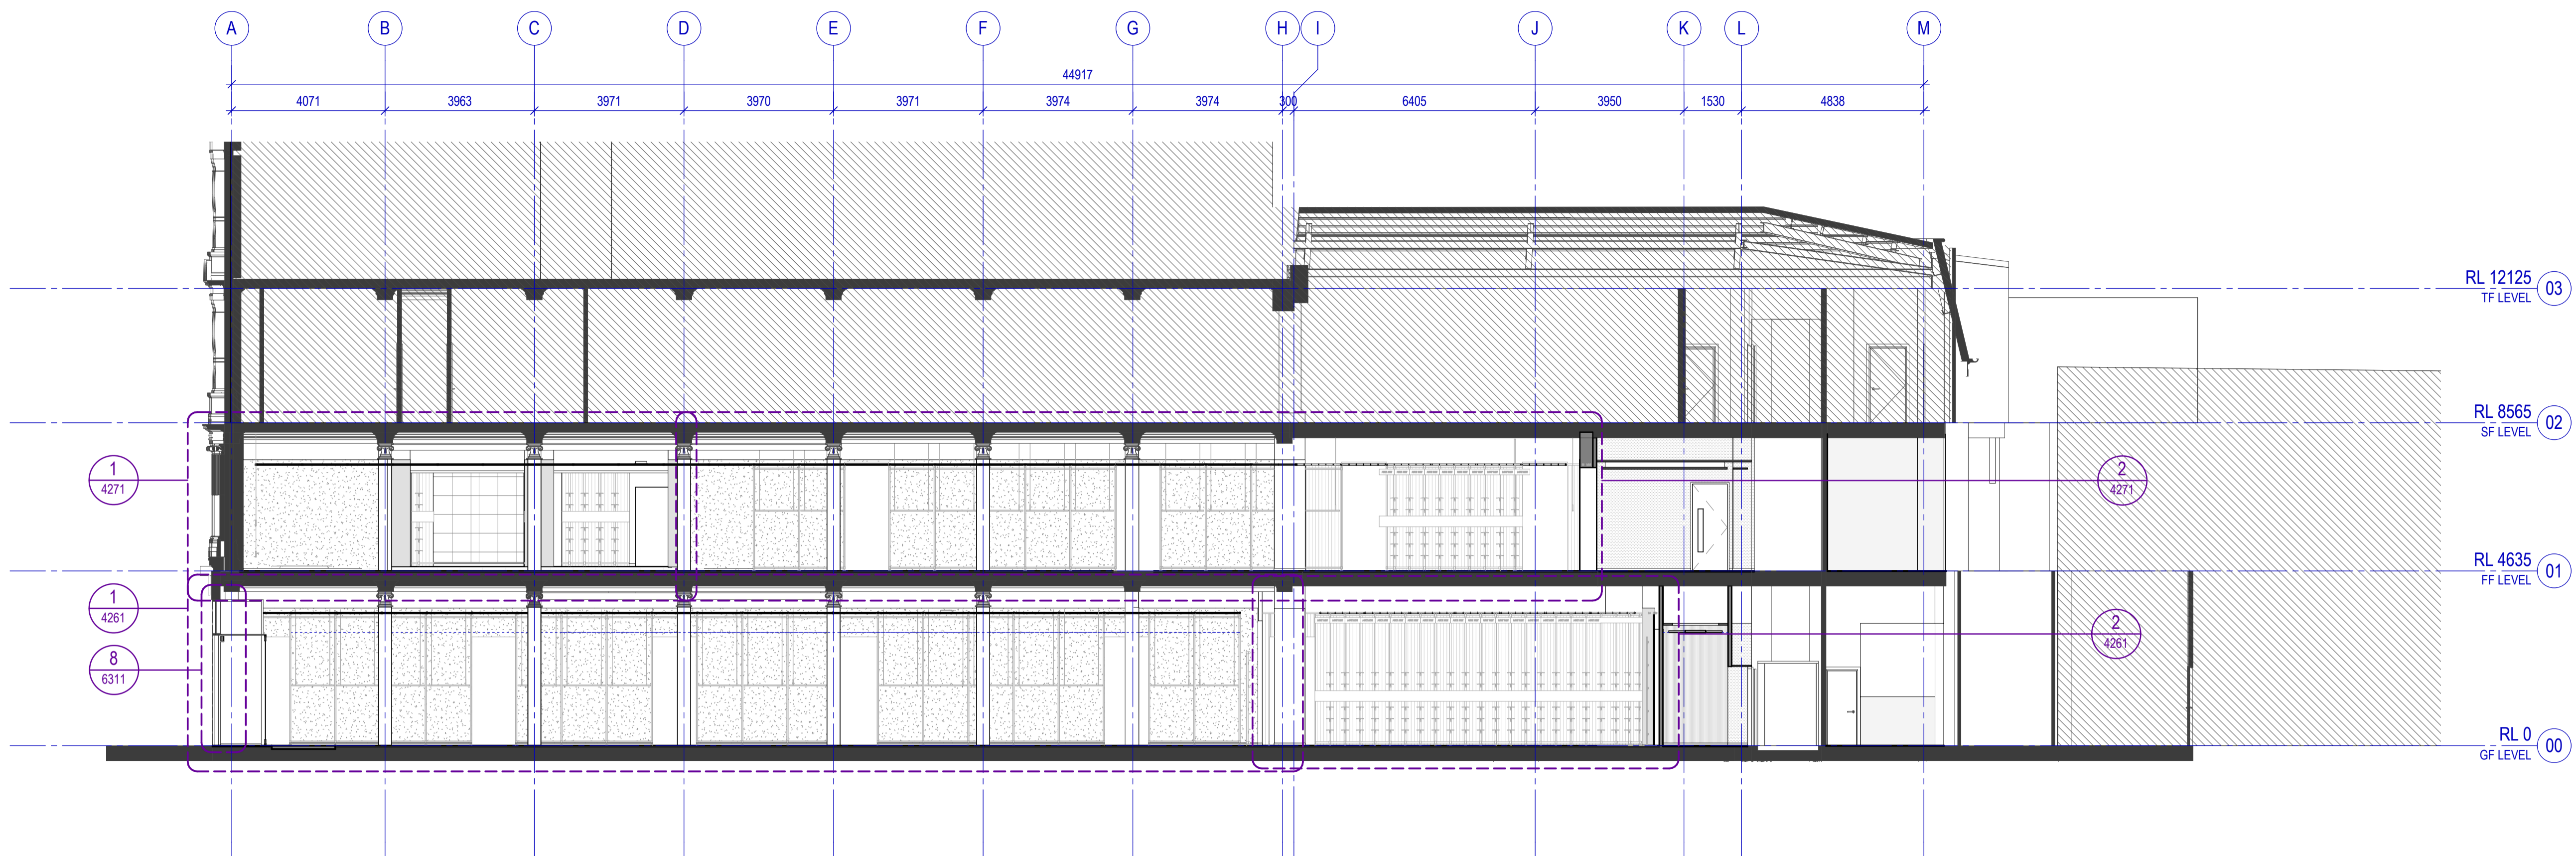 A B C D E F G H I J K L M
44917
4071 3963 3971 3970 3971 3974 3974 300 6405 3950 1530 4838
RL 12125
TF LEVEL
03
RL 8565
SF LEVEL
02
1
4271
2
4271
RL 4635
FF LEVEL
01
1
4261
2
4261
8
6311
RL 0
GF LEVEL
00